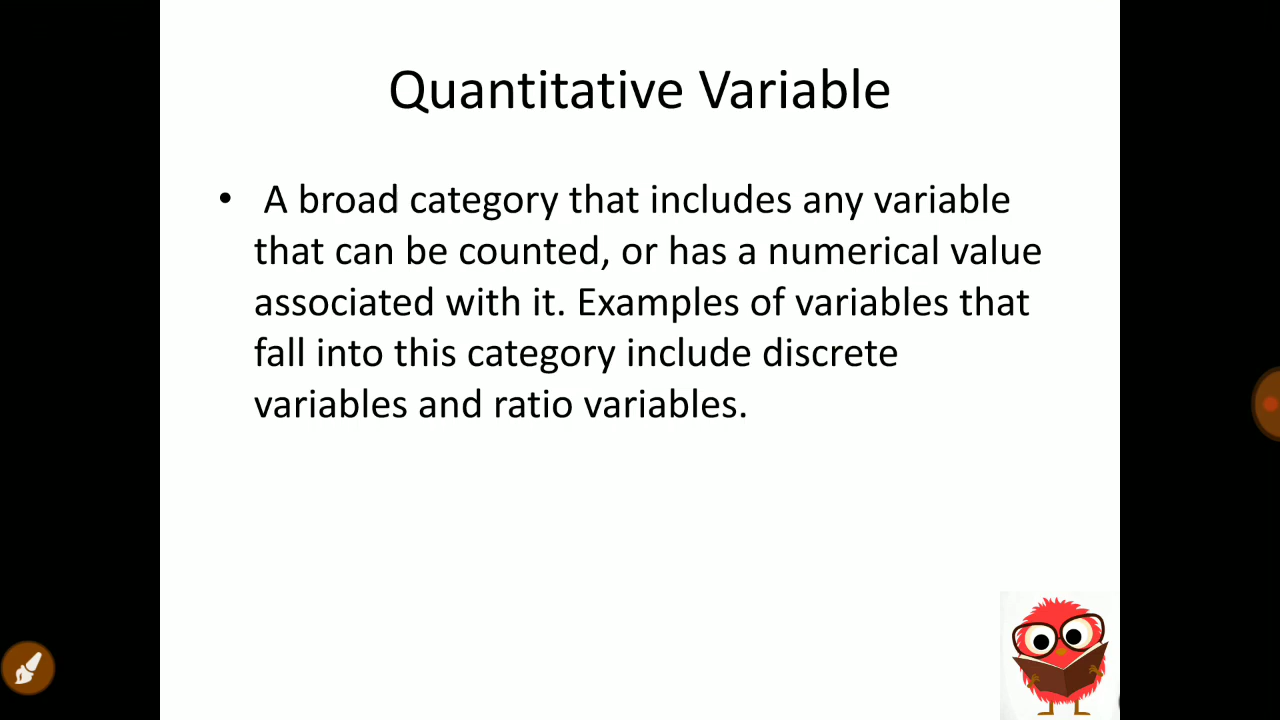 Quantitative Variable
• A broad category that includes any variable
that can be counted, or has a numerical value
associated with it. Examples of variables that
fall into this category include discrete
variables and ratio variables.